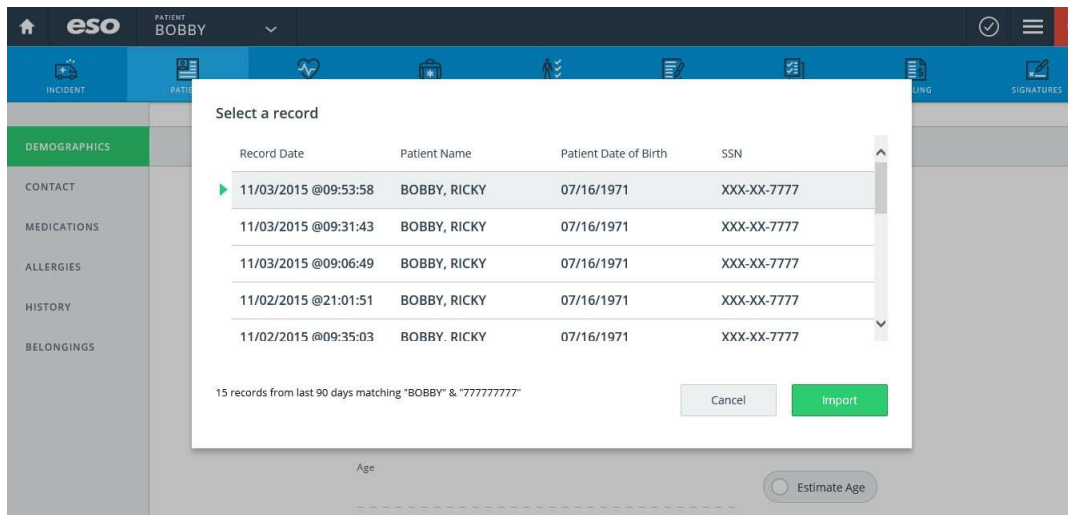 eso
PATIENT
BOBBY
INCIDENT
LING
SIGNATURES
Select a record
Record Date Patient Name Patient Date of Birth SSN
11/03/2015 @09:53:58 BOBBY, RICKY 07/16/1971 XXX-XX-7777
11/03/2015 @09:31:43 BOBBY, RICKY 07/16/1971 XXX-XX-7777
11/03/2015 @09:06:49 BOBBY, RICKY 07/16/1971 XXX-XX-7777
11/02/2015 @21:01:51 BOBBY, RICKY 07/16/1971 XXX-XX-7777
11/02/2015 @09:35:03 BOBBY, RICKY 07/16/1971 XXX-XX-7777
15 records from last 90 days matching "BOBBY" & "777777777"
Cancel
Import
DEMOGRAPHICS
CONTACT
MEDICATIONS
ALLERGIES
HISTORY
BELONGINGS
Age
Estimate Age